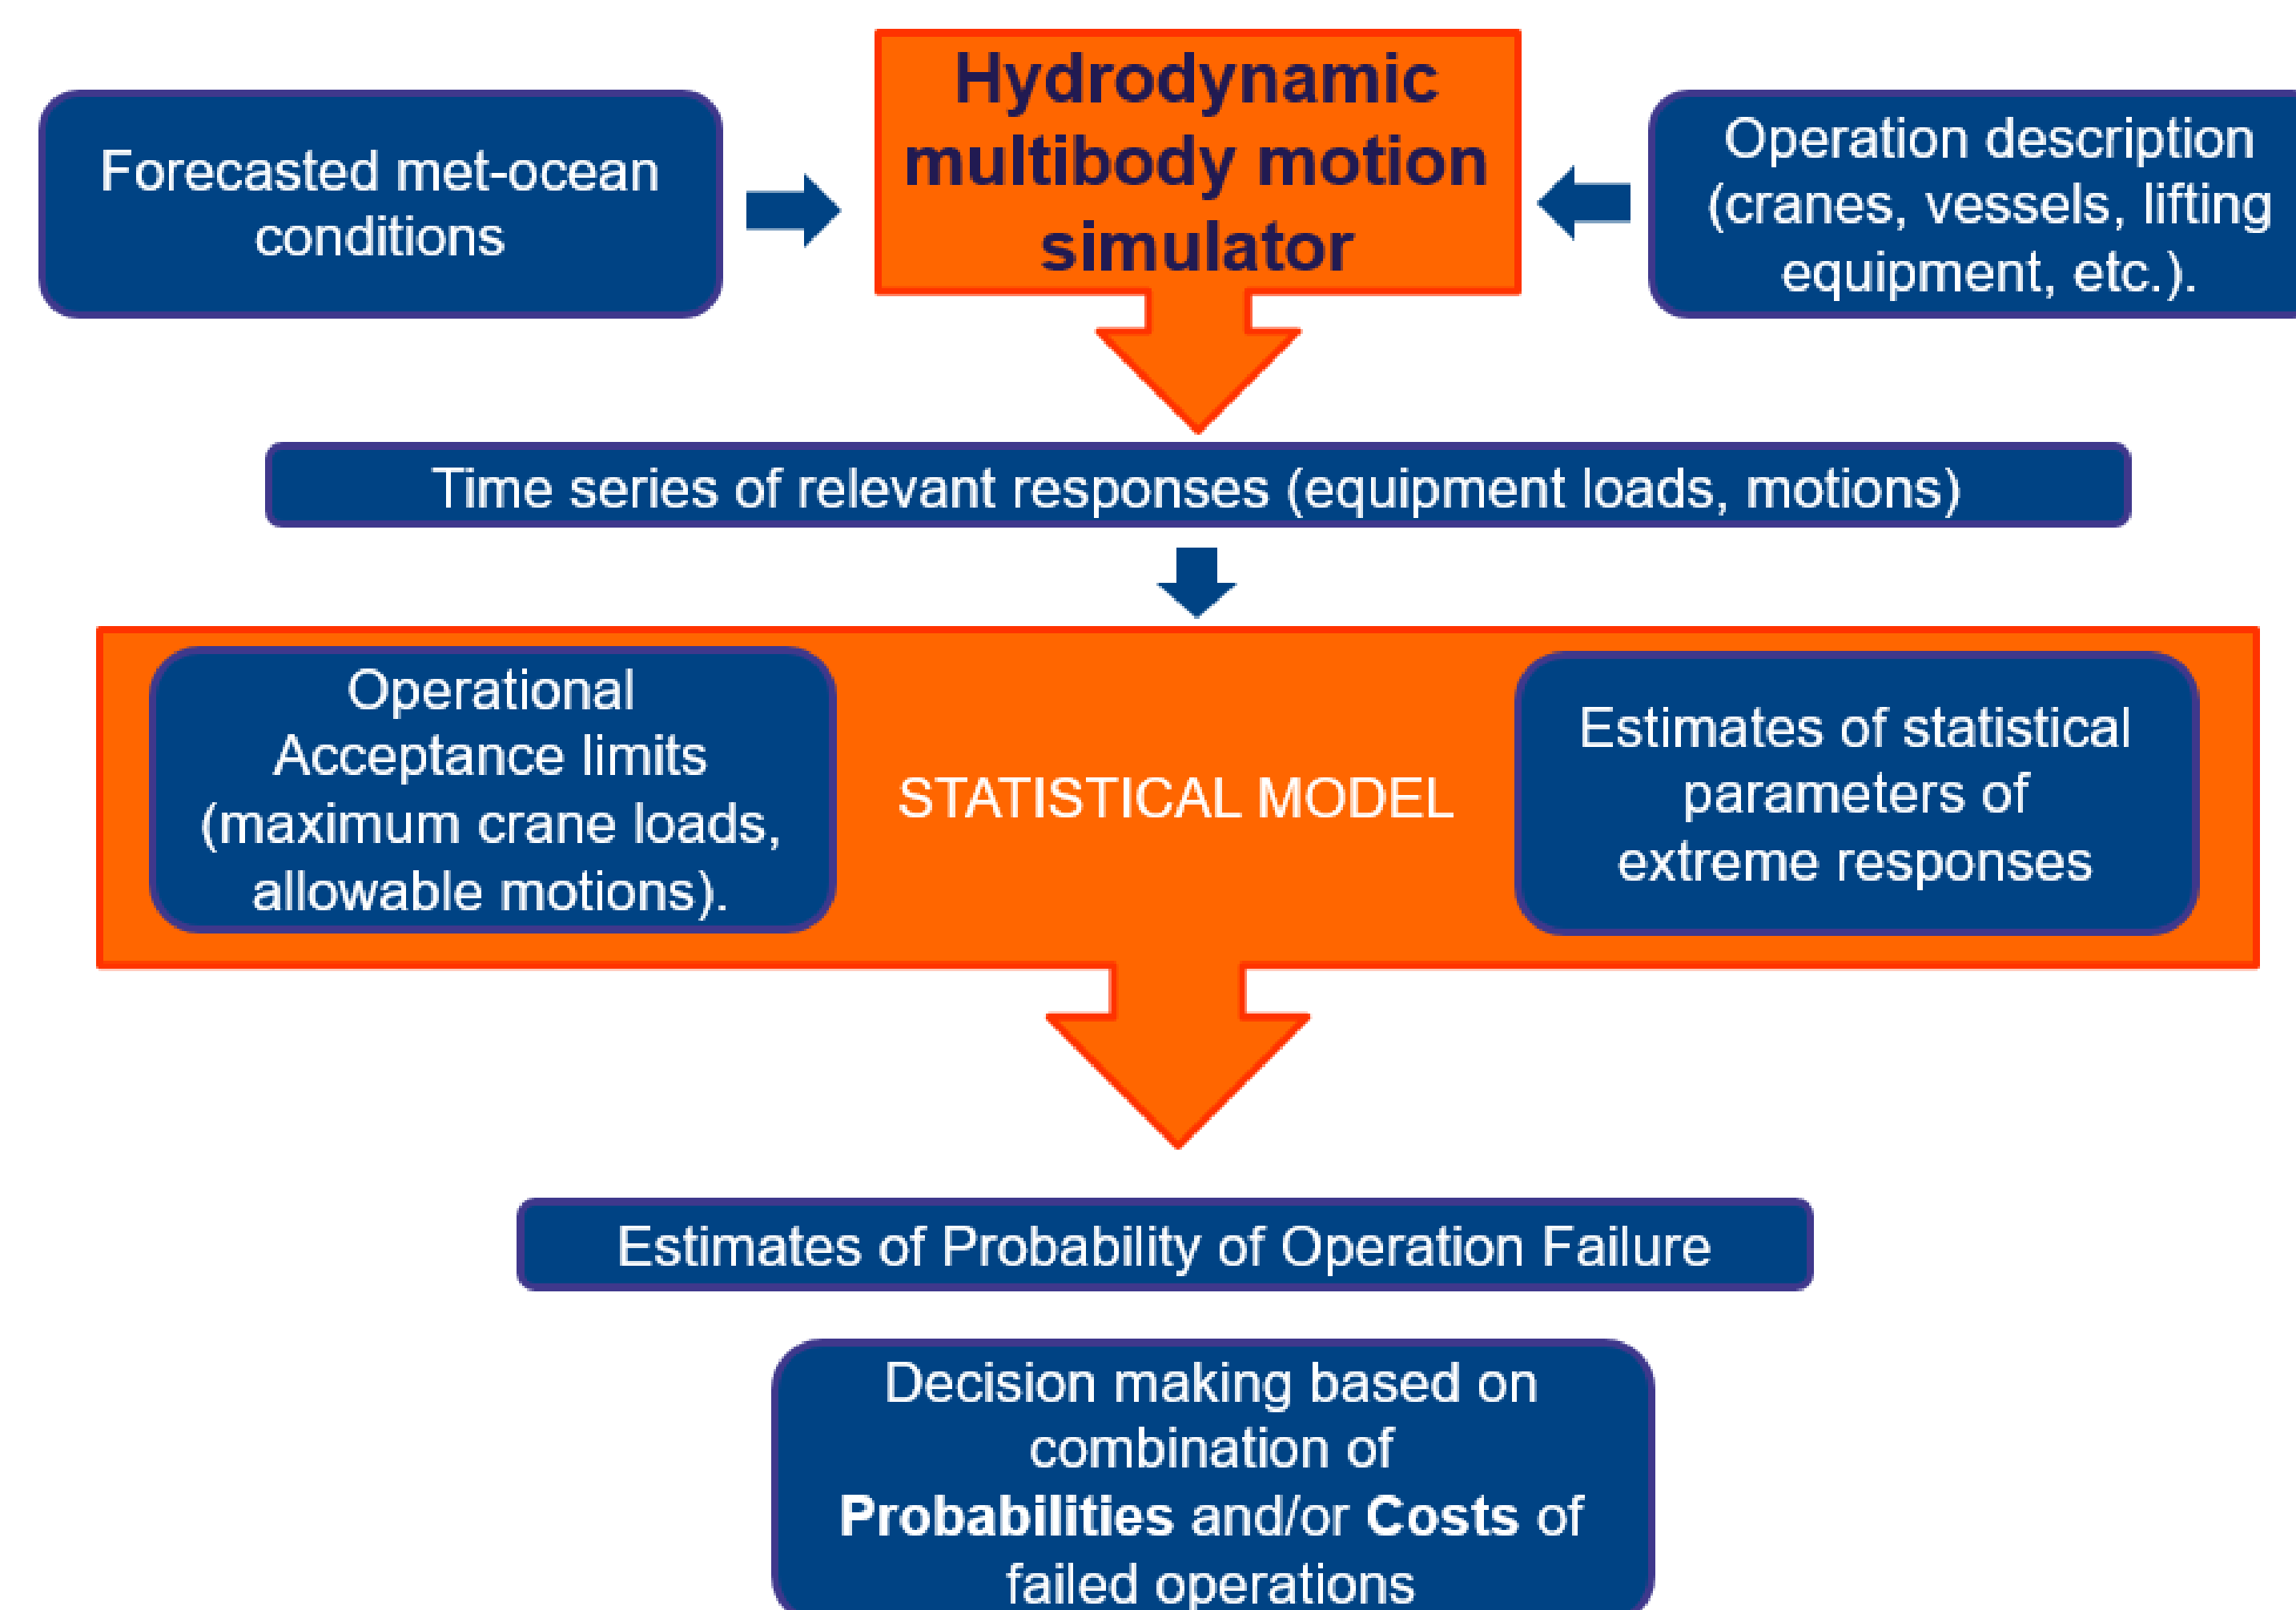 Hydrodynamic
multibody motion
simulator
Forecasted met-ocean
conditions
Operation description
(cranes, vessels, lifting
equipment, etc.).
Time series of relevant responses (equipment loads, motions)
Operational
Acceptance limits
(maximum crane loads,
allowable motions).
STATISTICAL MODEL
Estimates of statistical
parameters of
extreme responses
Estimates of Probability of Operation Failure
Decision making based on
combination of
Probabilities and/or Costs of
failed operations